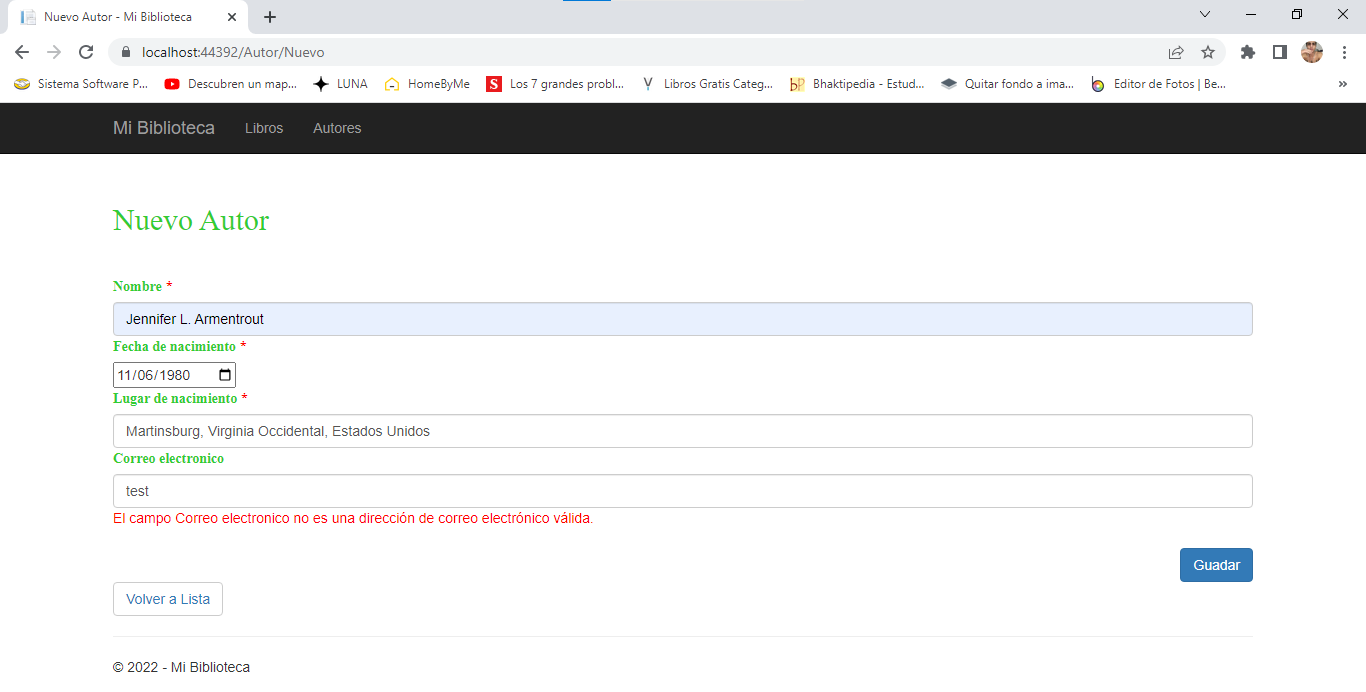 Nuevo Autor - Mi Biblioteca
localhost:44392/Autor/Nuevo
Sistema Software P... Descubren un map... LUNA HomeByMe S Los 7 grandes probl... Libros Gratis Categ... bp Bhaktipedia - Estud... Quitar fondo a ima... Editor de Fotos | Be... »
Mi Biblioteca Libros Autores
Nuevo Autor
Nombre *
Jennifer L. Armentrout
Fecha de nacimiento *
11/06/1980
Lugar de nacimiento *
Martinsburg, Virginia Occidental, Estados Unidos
Correo electronico
test
El campo Correo electronico no es una dirección de correo electrónico válida.
Guadar
Volver a Lista
© 2022 - Mi Biblioteca